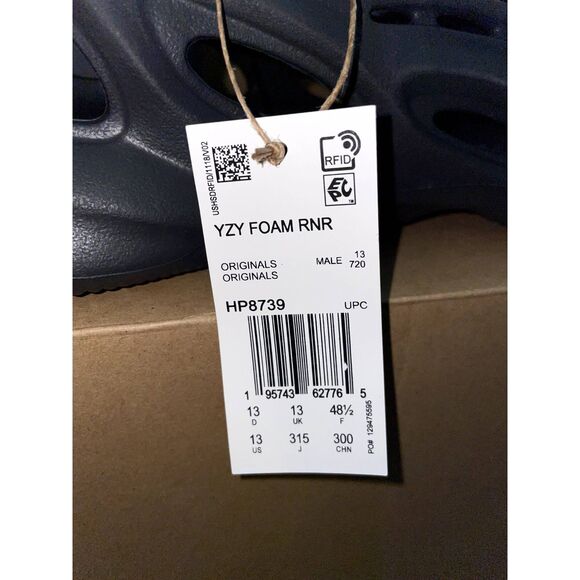 USHSDRFID/1118/V02
RFID
EPC™
YZY FOAM RNR
ORIGINALS MALE 13
ORIGINALS 720
HP8739 UPC
1 95743 62776 5
13 13 48½
D UK F
13 315 300
US J CHN
PO# 129475595